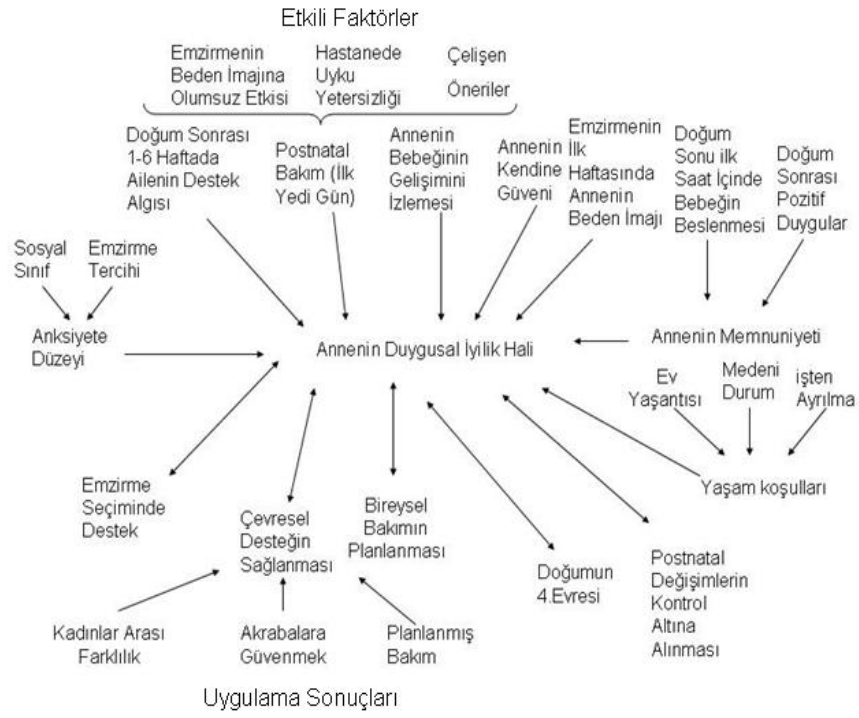 Etkili Faktörler
Emzirmenin
Beden İmajına
Olumsuz Etkisi
Hastanede
Uyku
Yetersizliği
Çelişen
Öneriler
Doğum Sonrası
1-6 Haftada
Ailenin Destek
Algısı
Postnatal
Bakım (İlk
Yedi Gün)
Annenin
Bebeğinin
Gelişimini
İzlemesi
Annenin
Kendine
Güveni
Emzirmenin
İlk
Haftasında
Annenin
Beden İmajı
Doğum
Sonu ilk
Saat İçinde
Bebeğin
Beslenmesi
Doğum
Sonrası
Pozitif
Duygular
Sosyal
Sınıf
Emzirme
Tercihi
Anksiyete
Düzeyi
Annenin Duygusal İyilik Hali
Annenin Memnuniyeti
Ev
Yaşantısı
Medeni
Durum
işten
Ayrılma
Yaşam koşulları
Emzirme
Seçiminde
Destek
Çevresel
Desteğin
Sağlanması
Bireysel
Bakımın
Planlanması
Doğumun
4.Evresi
Postnatal
Değişimlerin
Kontrol
Altına
Alınması
Kadınlar Arası
Farklılık
Akrabalara
Güvenmek
Planlanmış
Bakım
Uygulama Sonuçları